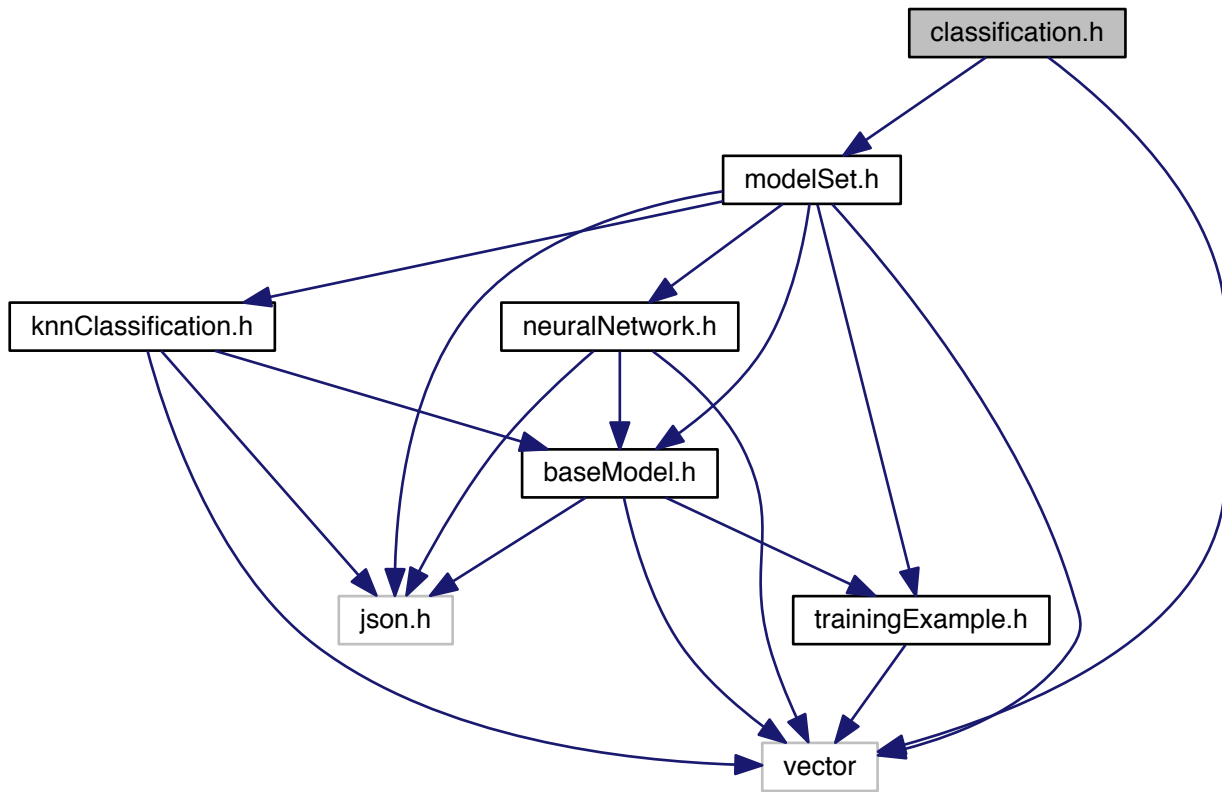 classification.h
modelSet.h
knnClassification.h
neuralNetwork.h
baseModel.h
json.h
trainingExample.h
vector